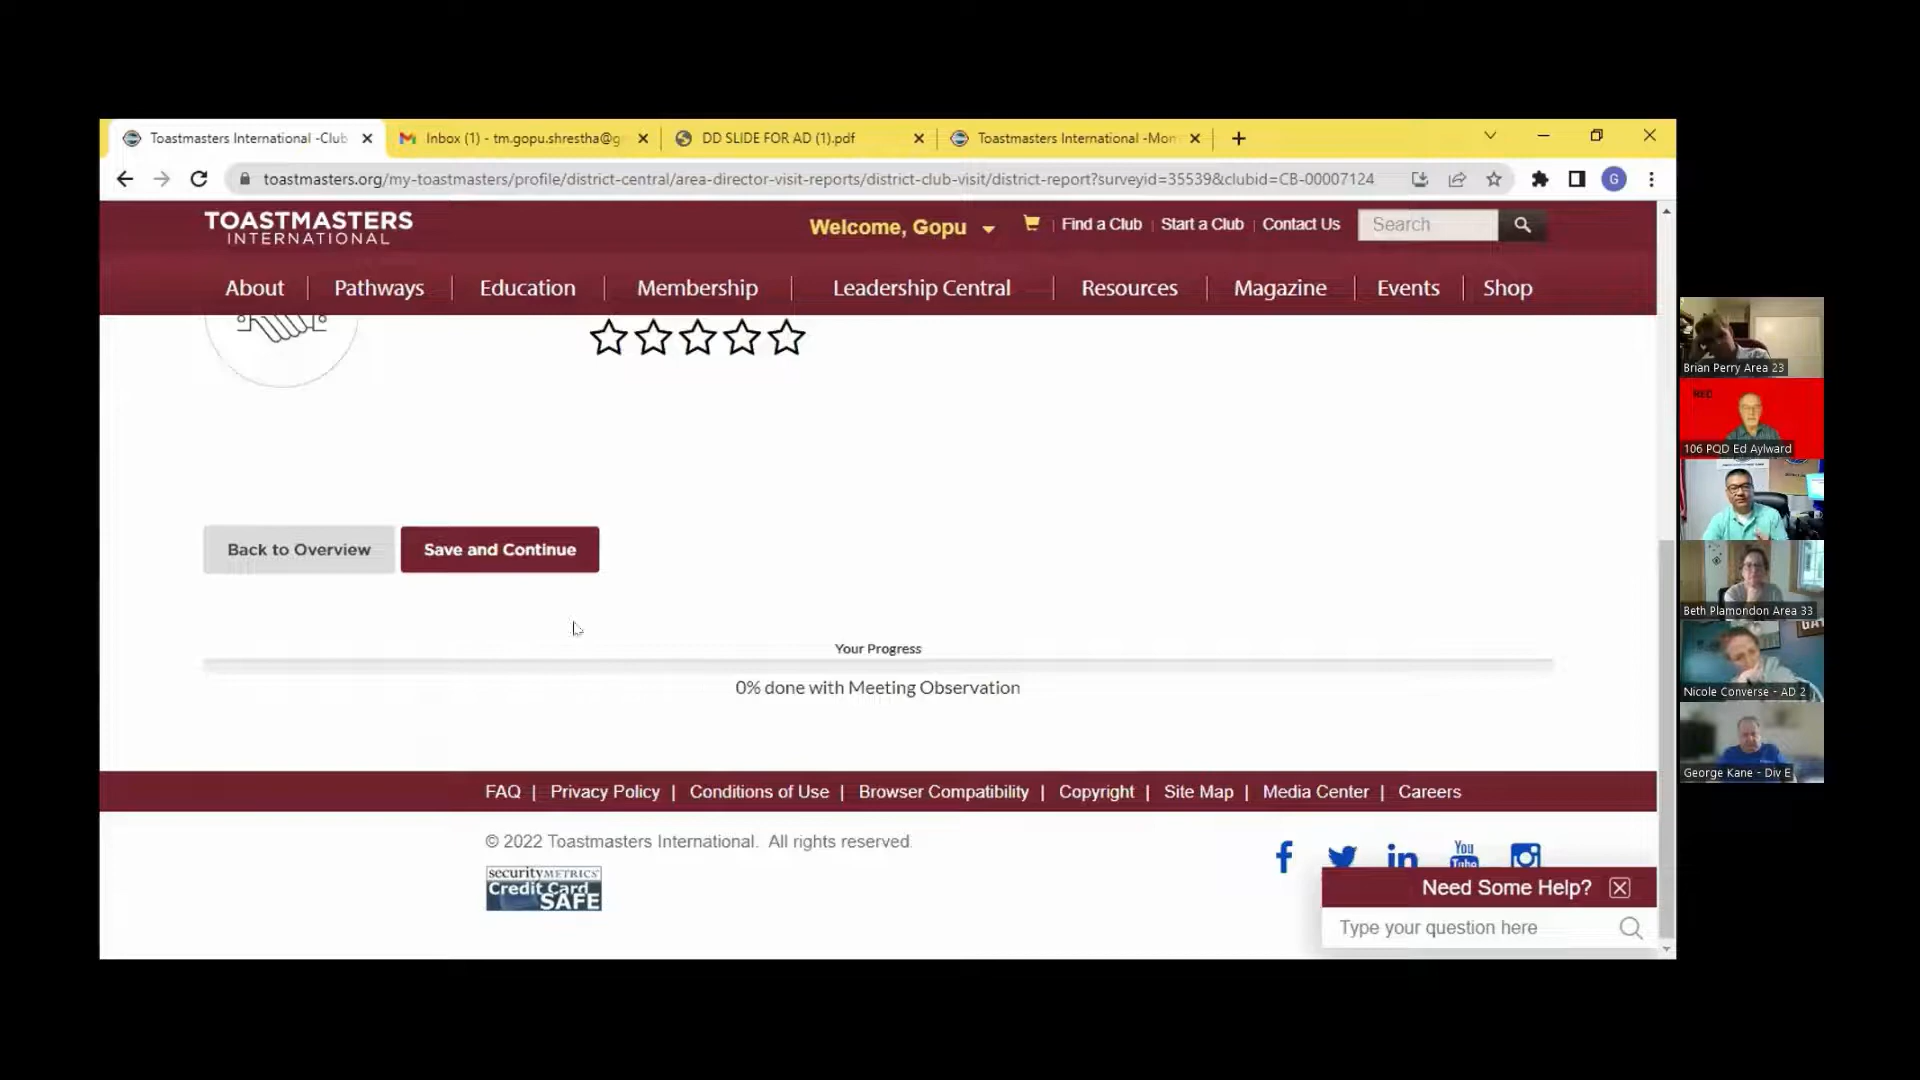 Toastmasters International -Club
Inbox (1) - tm.gopu.shrestha@g
DD SLIDE FOR AD (1).pdf
Toastmasters International -Mon
toastmasters.org/my-toastmasters/profile/district-central/area-director-visit-reports/district-club-visit/district-report?surveyid=35539&clubid=CB-00007124
G
TOASTMASTERS
INTERNATIONAL
Welcome, Gopu
Find a Club | Start a Club | Contact Us
Search
About | Pathways | Education | Membership | Leadership Central | Resources | Magazine | Events | Shop
Back to Overview
Save and Continue
Your Progress
0% done with Meeting Observation
FAQ | Privacy Policy | Conditions of Use | Browser Compatibility | Copyright | Site Map | Media Center | Careers
© 2022 Toastmasters International. All rights reserved.
securityMETRICS
Credit Card
SAFE
You
Tube
Need Some Help?
Type your question here
Brian Perry Area 23
RED
106 PQD Ed Aylward
Beth Plamondon Area 33
Nicole Converse - AD 2
George Kane - Div E